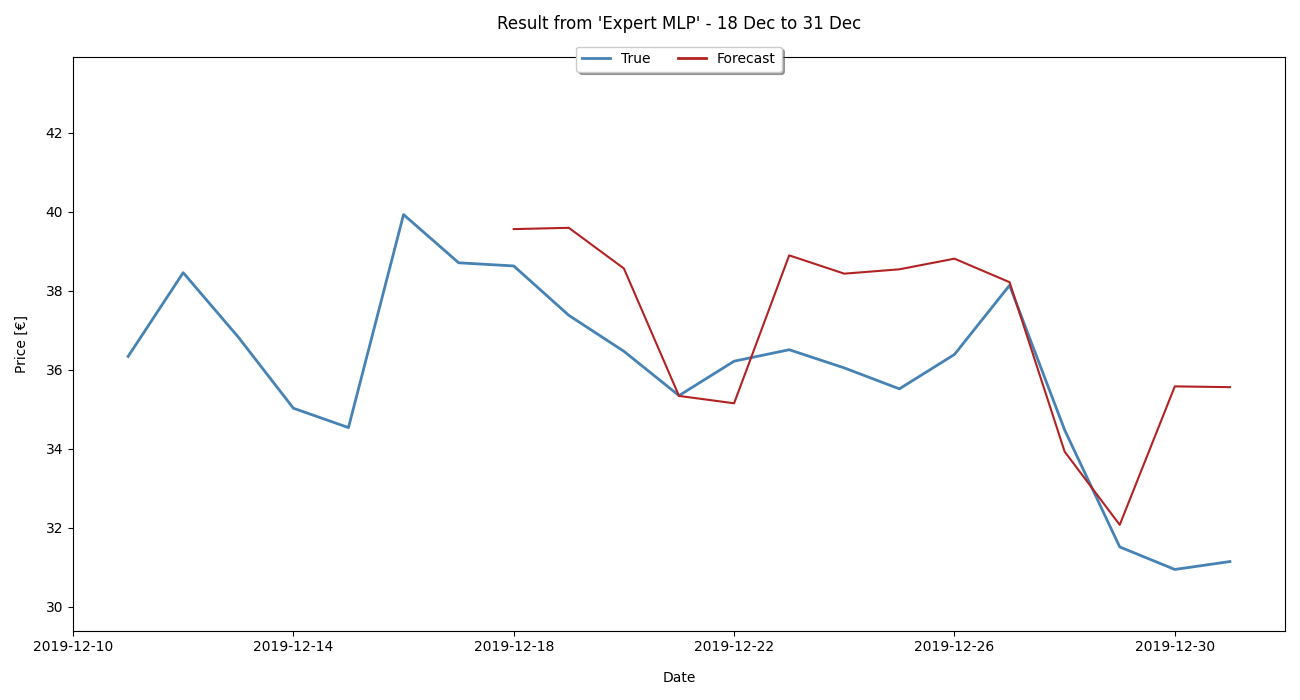 Result from 'Expert MLP' - 18 Dec to 31 Dec
True Forecast
42
40
38
36
34
32
30
Price [€]
2019-12-10 2019-12-14 2019-12-18 2019-12-22 2019-12-26 2019-12-30
Date